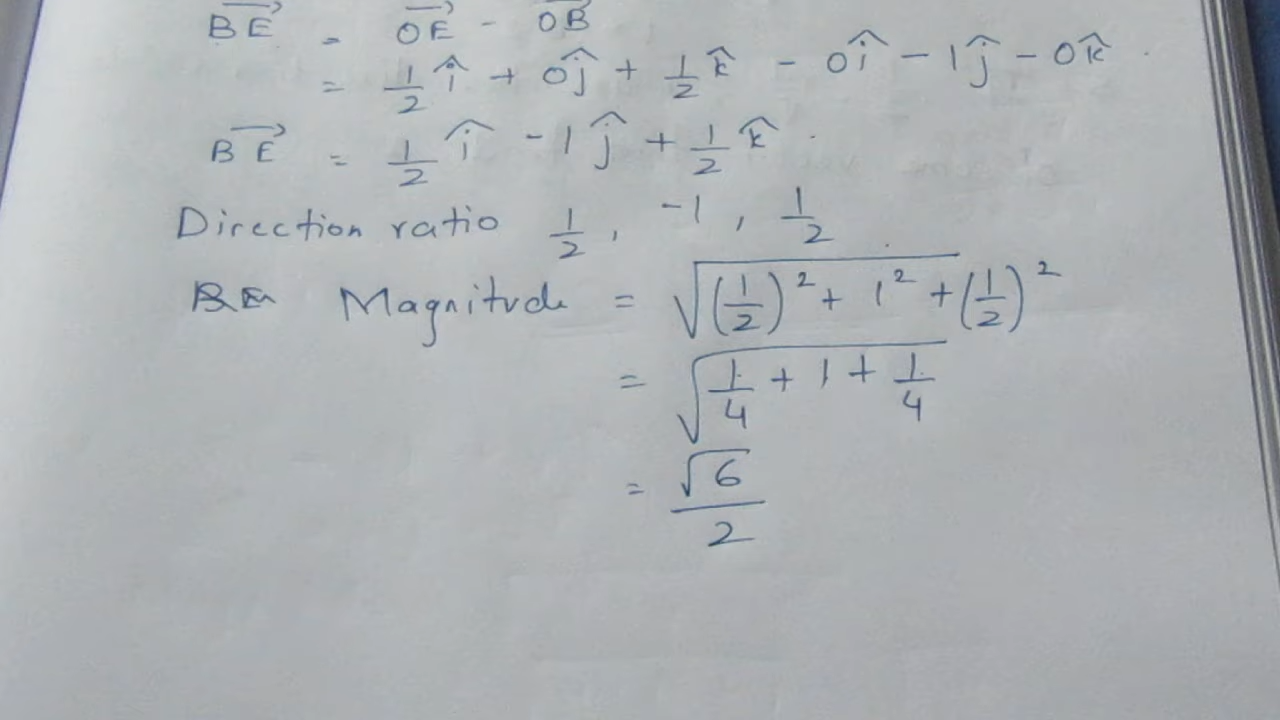 BE⃗ = OE⃗ - OB⃗
= 1/2 î + 0ĵ + 1/2 k̂ - 0î - 1ĵ - 0k̂
BE⃗ = 1/2 î - 1ĵ + 1/2 k̂
Direction ratio 1/2, -1, 1/2
Magnitude = √((1/2)² + 1² + (1/2)²)
= √(1/4 + 1 + 1/4)
= √6/2